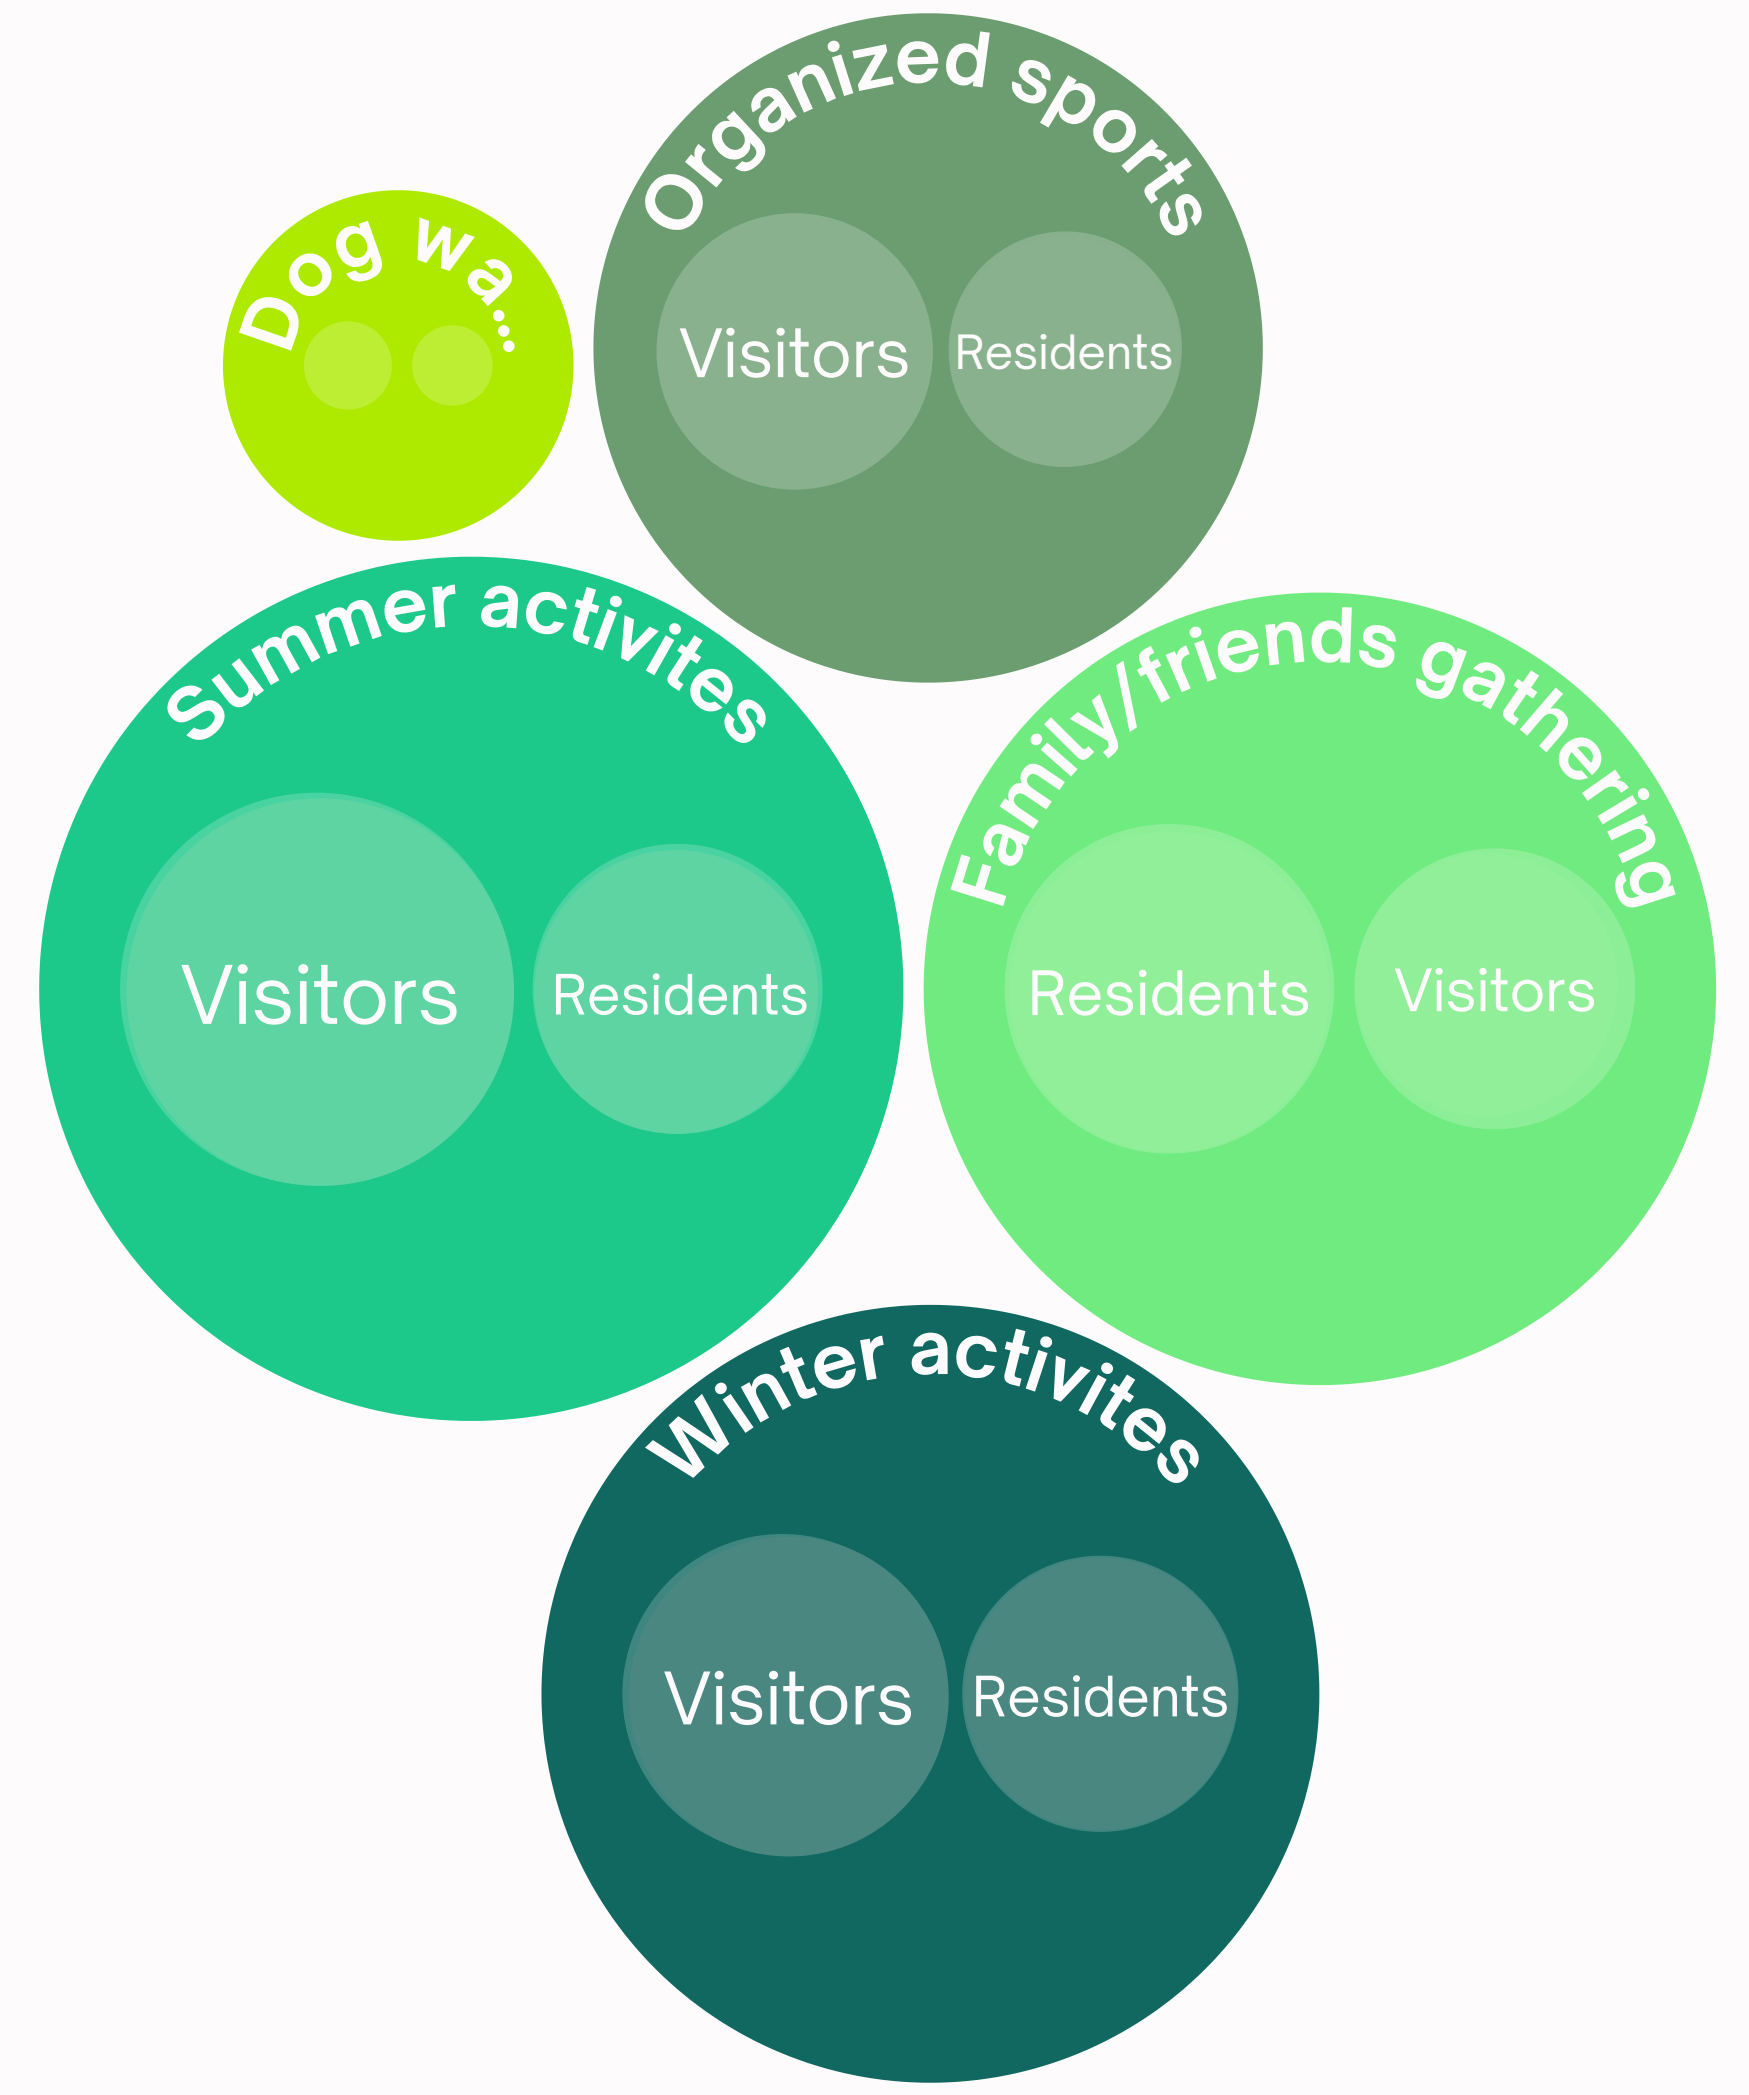 Organized sports
Visitors
Residents
Dog wa...
Summer activites
Visitors
Residents
Family/friends gathering
Residents
Visitors
Winter activites
Visitors
Residents